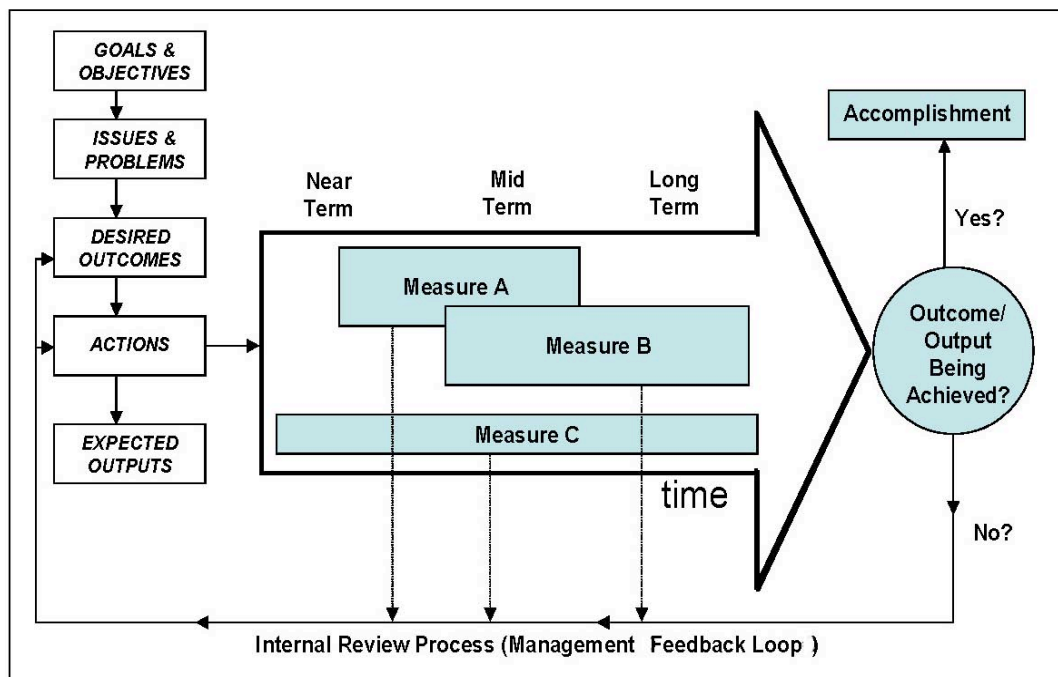 GOALS &
OBJECTIVES
ISSUES &
PROBLEMS
DESIRED
OUTCOMES
ACTIONS
EXPECTED
OUTPUTS
Near
Term
Mid
Term
Long
Term
Measure A
Measure B
Measure C
time
Accomplishment
Yes?
Outcome/
Output
Being
Achieved?
No?
Internal Review Process (Management Feedback Loop )